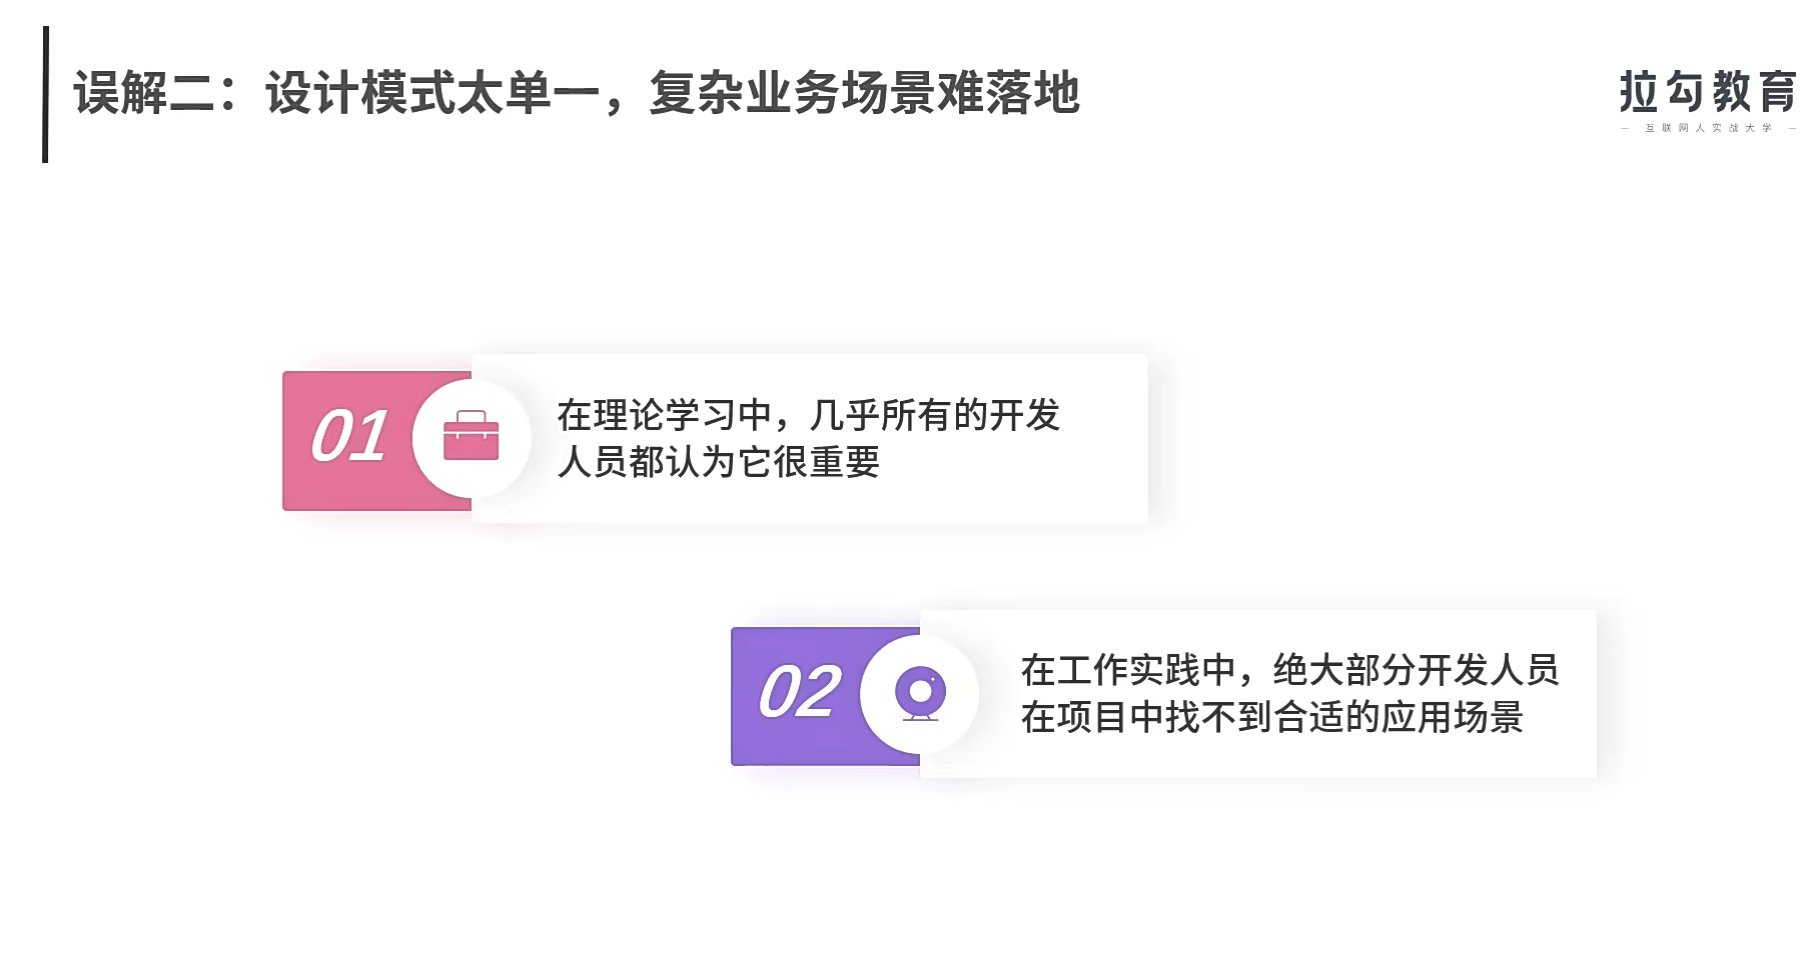 误解二：设计模式太单一，复杂业务场景难落地
拉勾教育
— 互联网人实战大学 —
01
在理论学习中，几乎所有的开发
人员都认为它很重要
02
在工作实践中，绝大部分开发人员
在项目中找不到合适的应用场景